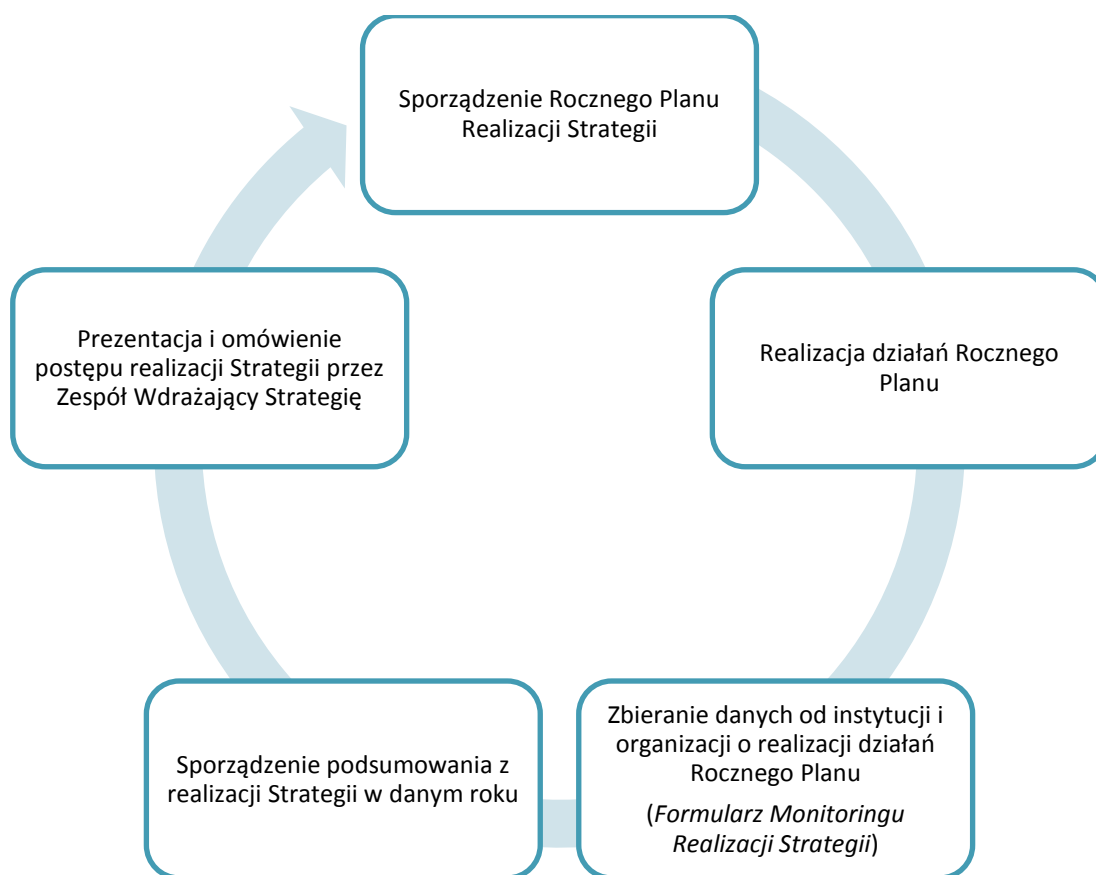 Sporządzenie Rocznego Planu
Realizacji Strategii
Realizacja działań Rocznego
Planu
Zbieranie danych od instytucji i
organizacji o realizacji działań
Rocznego Planu
(Formularz Monitoringu
Realizacji Strategii)
Sporządzenie podsumowania z
realizacji Strategii w danym roku
Prezentacja i omówienie
postępu realizacji Strategii przez
Zespół Wdrażający Strategię